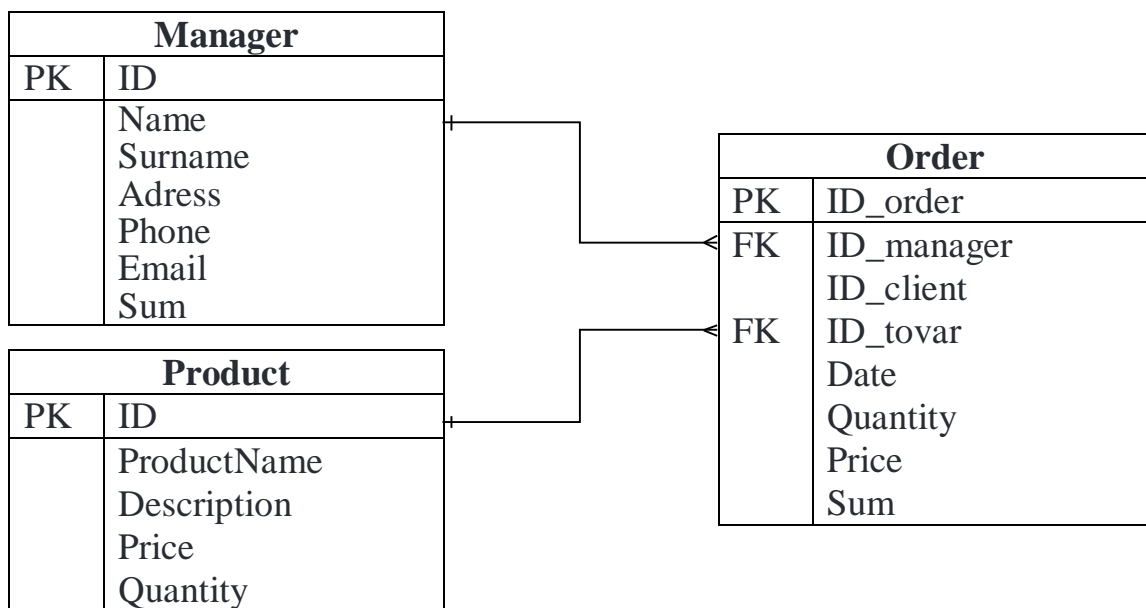 Manager
PK ID
Name
Surname
Adress
Phone
Email
Sum
Product
PK ID
ProductName
Description
Price
Quantity
Order
PK ID_order
FK ID_manager
ID_client
FK ID_tovar
Date
Quantity
Price
Sum